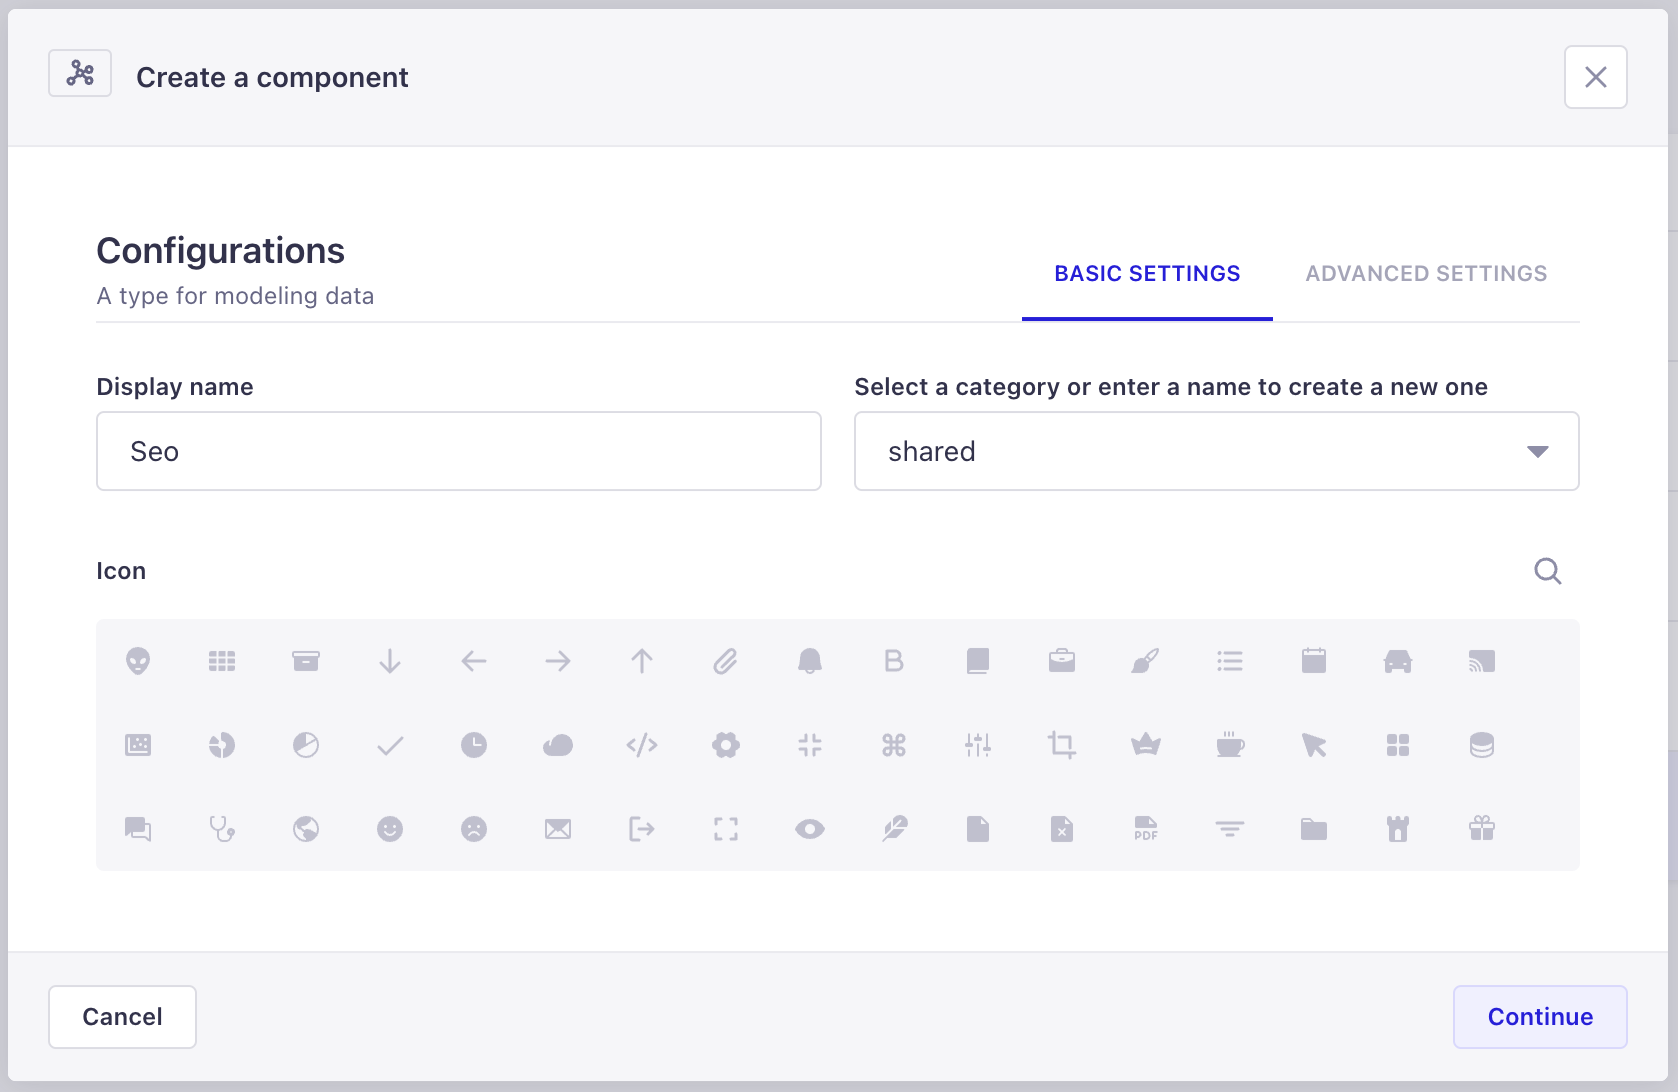 Create a component
Configurations
A type for modeling data
BASIC SETTINGS
ADVANCED SETTINGS
Display name
Select a category or enter a name to create a new one
Seo
shared
Icon
B
PDF
Cancel
Continue